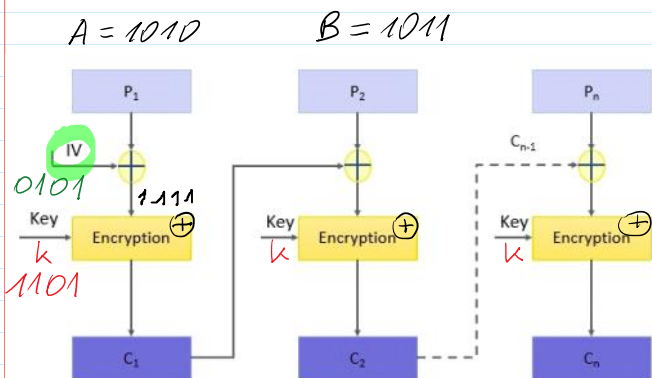 A = 1010 B = 1011
P1 P2 Pn
IV Cn-1
0101
1111
Key Encryption + Key Encryption + Key Encryption +
k k k
1101
C1 C2 Cn